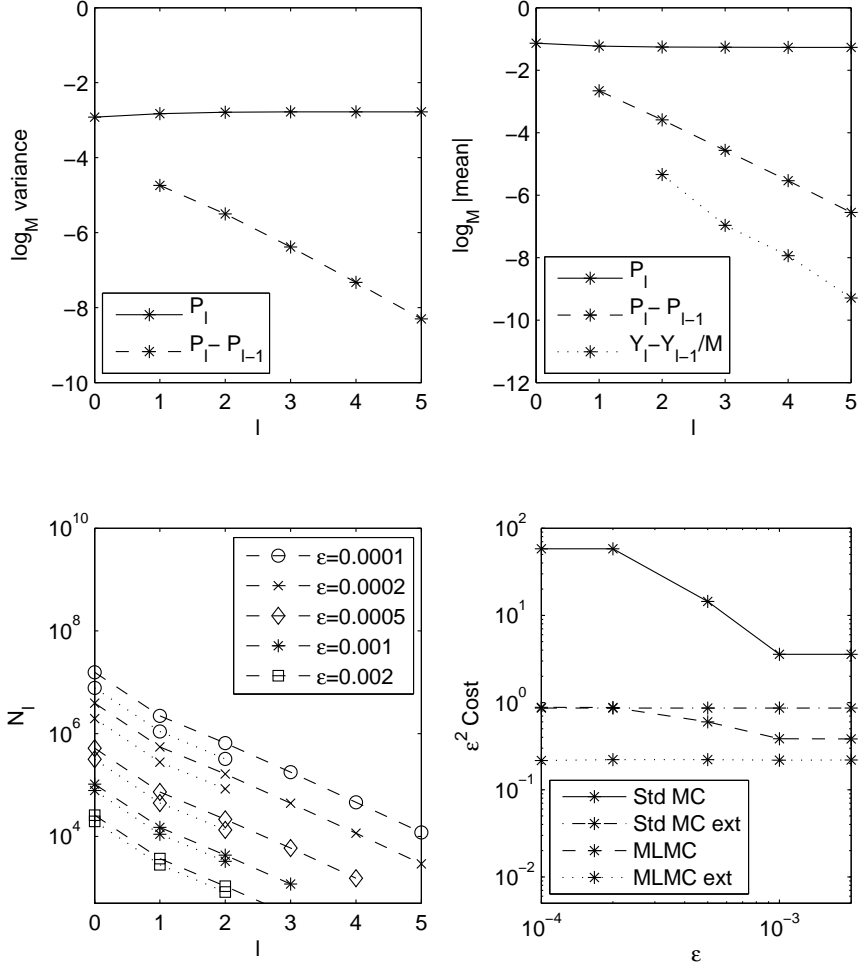 0
−2
−4
−6
−8
−10
log_M variance
0 1 2 3 4 5
l
P_l
P_l− P_{l−1}
0
−2
−4
−6
−8
−10
−12
log_M |mean|
0 1 2 3 4 5
l
P_l
P_l− P_{l−1}
Y_l−Y_{l−1}/M
10^10
10^8
10^6
10^4
N_l
0 1 2 3 4 5
l
ε=0.0001
ε=0.0002
ε=0.0005
ε=0.001
ε=0.002
10^2
10^1
10^0
10^−1
10^−2
ε^2 Cost
10^−4 10^−3
ε
Std MC
Std MC ext
MLMC
MLMC ext